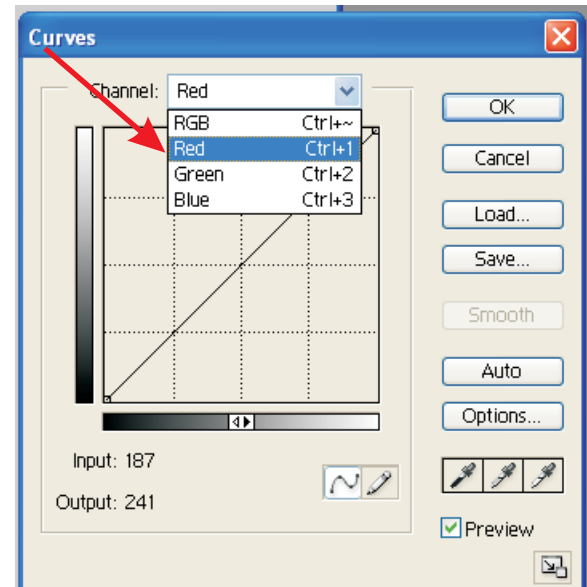 Curves
Channel: Red
RGB Ctrl+~
Red Ctrl+1
Green Ctrl+2
Blue Ctrl+3
Input: 187
Output: 241
OK
Cancel
Load...
Save...
Smooth
Auto
Options...
Preview